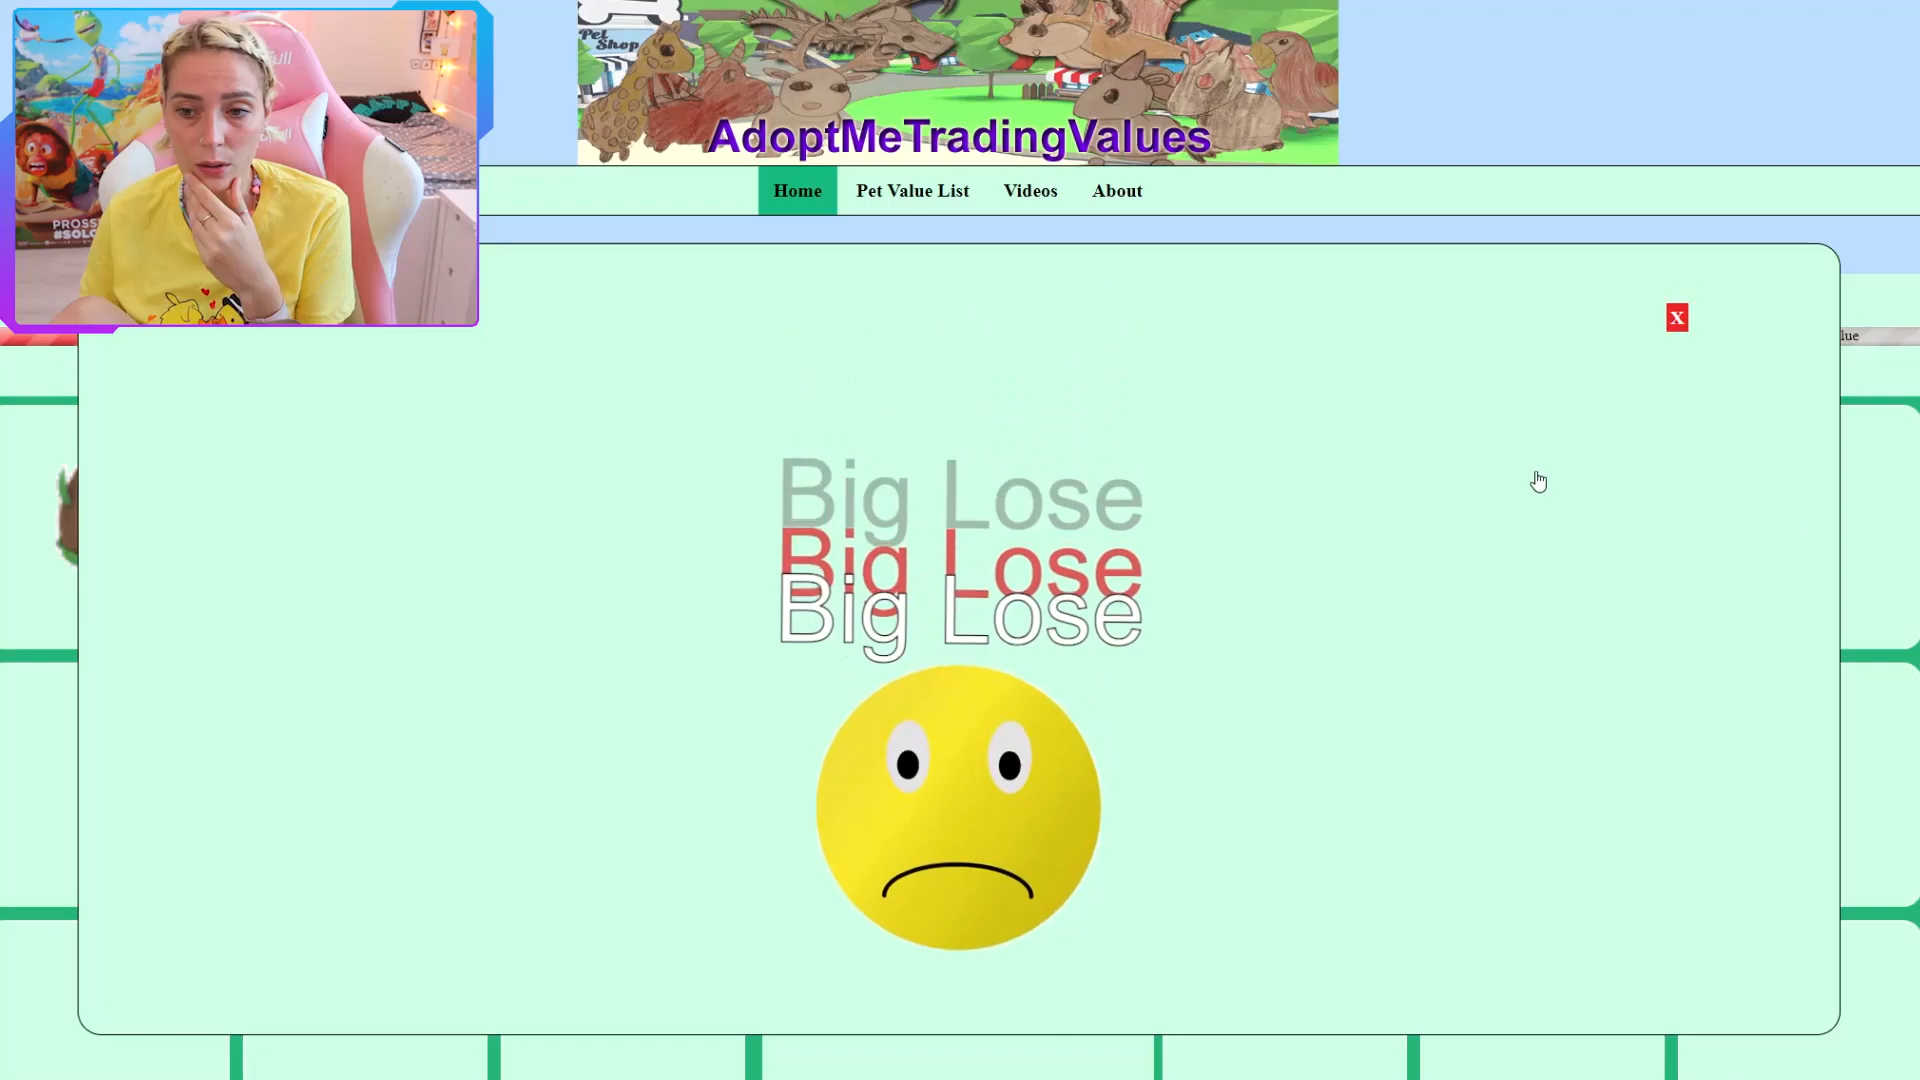 Pet
Shop
AdoptMeTradingValues
Home Pet Value List Videos About
X
lue
Big Lose
Big Lose
Big Lose